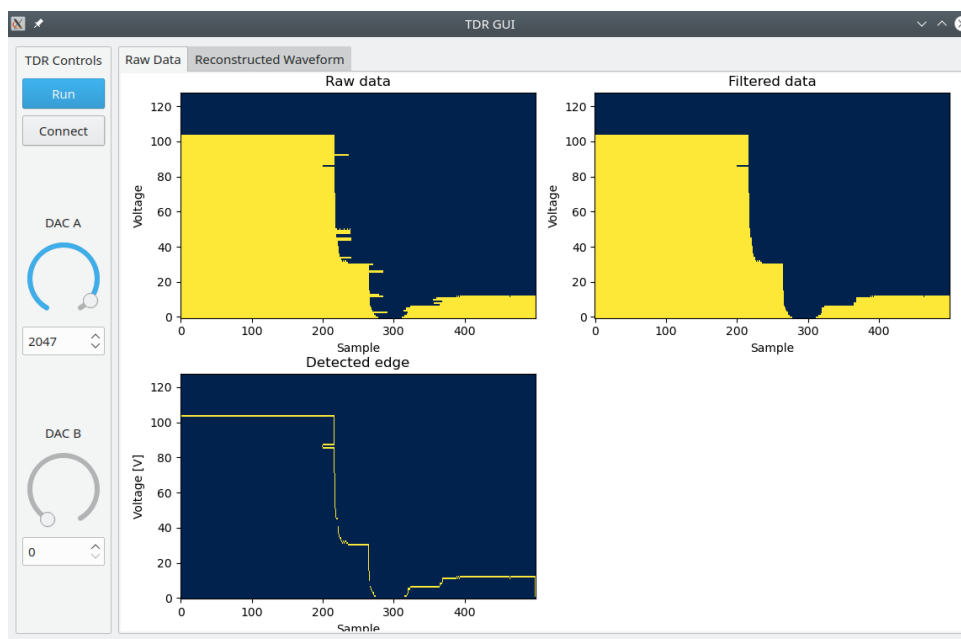 TDR GUI
TDR Controls
Run
Connect
DAC A
2047
DAC B
0
Raw Data Reconstructed Waveform
Raw data
Voltage
120
100
80
60
40
20
0
0 100 200 300 400
Sample
Filtered data
Voltage
120
100
80
60
40
20
0
0 100 200 300 400
Sample
Detected edge
Voltage [V]
120
100
80
60
40
20
0
0 100 200 300 400
Sample